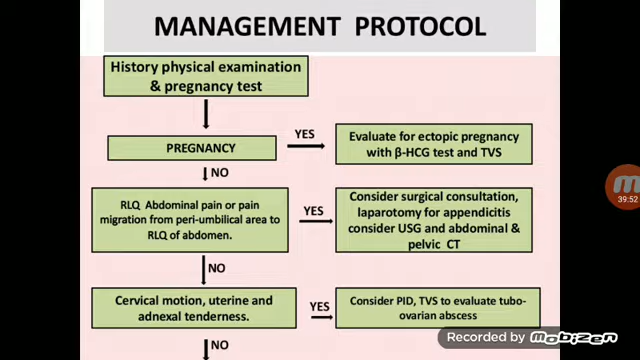 MANAGEMENT PROTOCOL
History physical examination
& pregnancy test
PREGNANCY
YES
Evaluate for ectopic pregnancy
with β-HCG test and TVS
NO
RLQ Abdominal pain or pain
migration from peri-umbilical area to
RLQ of abdomen.
YES
Consider surgical consultation,
laparotomy for appendicitis
consider USG and abdominal &
pelvic CT
NO
Cervical motion, uterine and
adnexal tenderness.
YES
Consider PID, TVS to evaluate tubo-
ovarian abscess
NO
39:52
Recorded by MOBIZEN